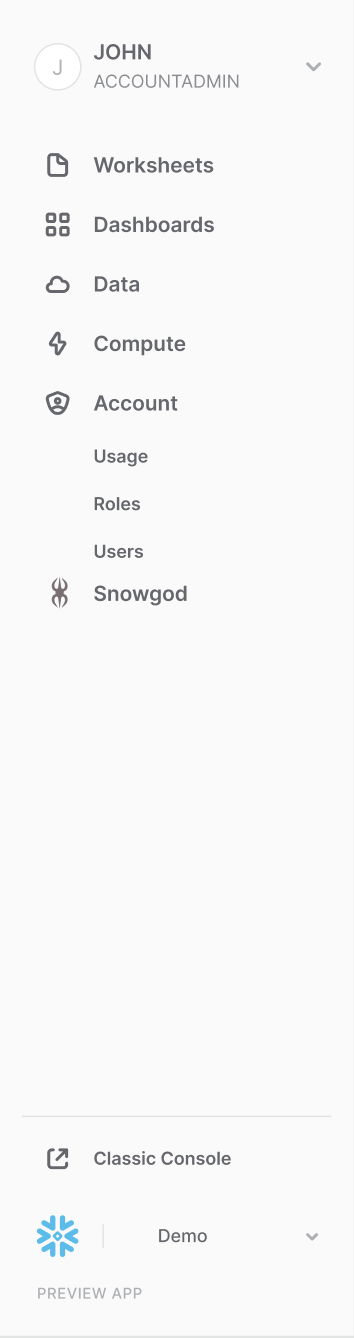 J
JOHN
ACCOUNTADMIN
Worksheets
Dashboards
Data
Compute
Account
Usage
Roles
Users
Snowgod
Classic Console
Demo
PREVIEW APP